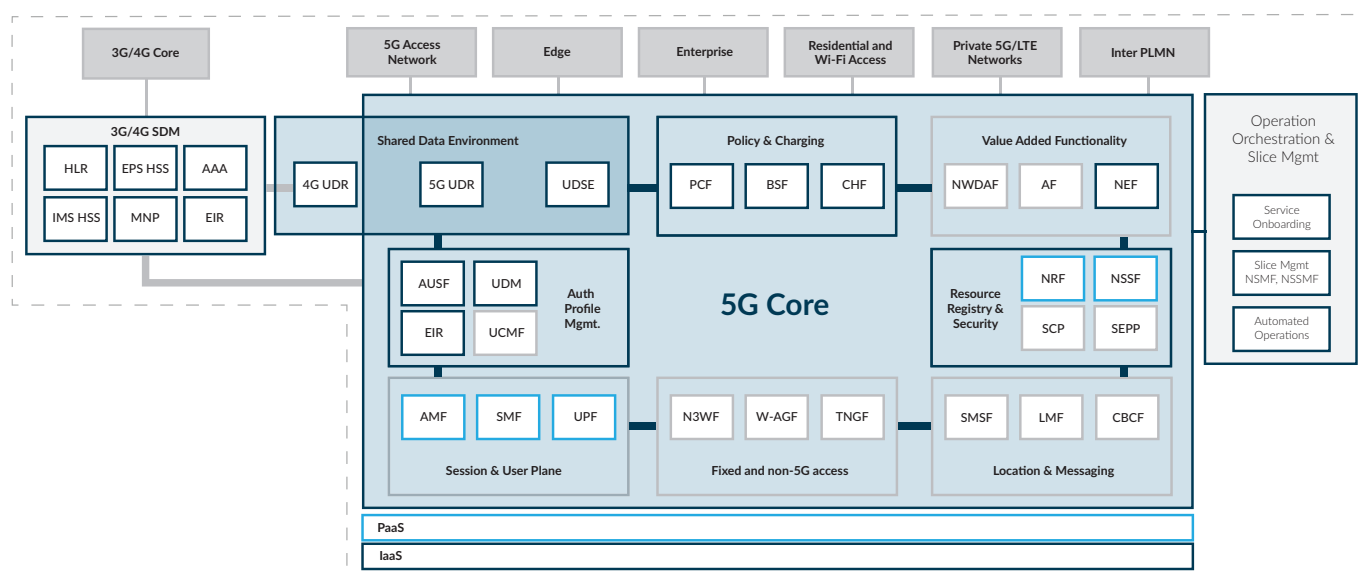 3G/4G Core
5G Access
Network
Edge
Enterprise
Residential and
Wi-Fi Access
Private 5G/LTE
Networks
Inter PLMN
3G/4G SDM
HLR
EPS HSS
AAA
IMS HSS
MNP
EIR
Shared Data Environment
4G UDR
5G UDR
UDSE
Policy & Charging
PCF
BSF
CHF
Value Added Functionality
NWDAF
AF
NEF
Operation
Orchestration &
Slice Mgmt
Service
Onboarding
Slice Mgmt
NSMF, NSSMF
Automated
Operations
AUSF
UDM
EIR
UCMF
Auth
Profile
Mgmt.
5G Core
Resource
Registry &
Security
NRF
NSSF
SCP
SEPP
AMF
SMF
UPF
Session & User Plane
N3WF
W-AGF
TNGF
Fixed and non-5G access
SMSF
LMF
CBCF
Location & Messaging
PaaS
IaaS